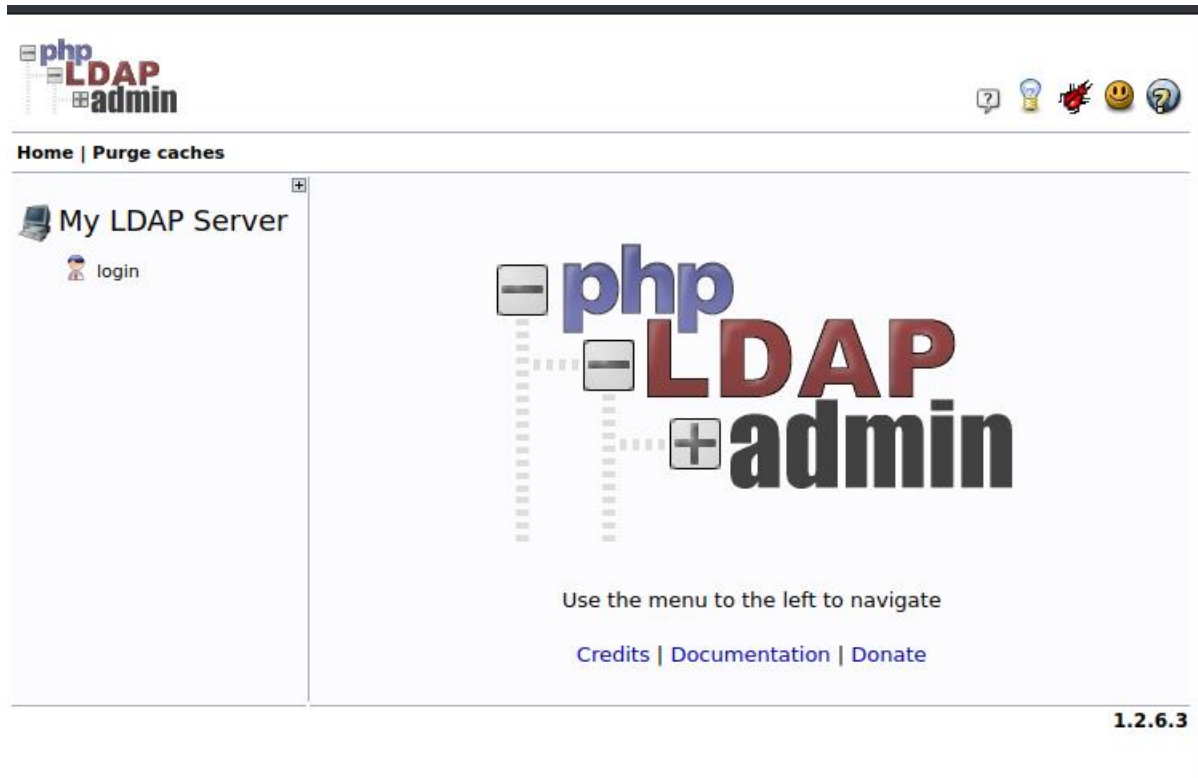 php
LDAP
admin
Home | Purge caches
My LDAP Server
login
php
LDAP
admin
Use the menu to the left to navigate
Credits | Documentation | Donate
1.2.6.3